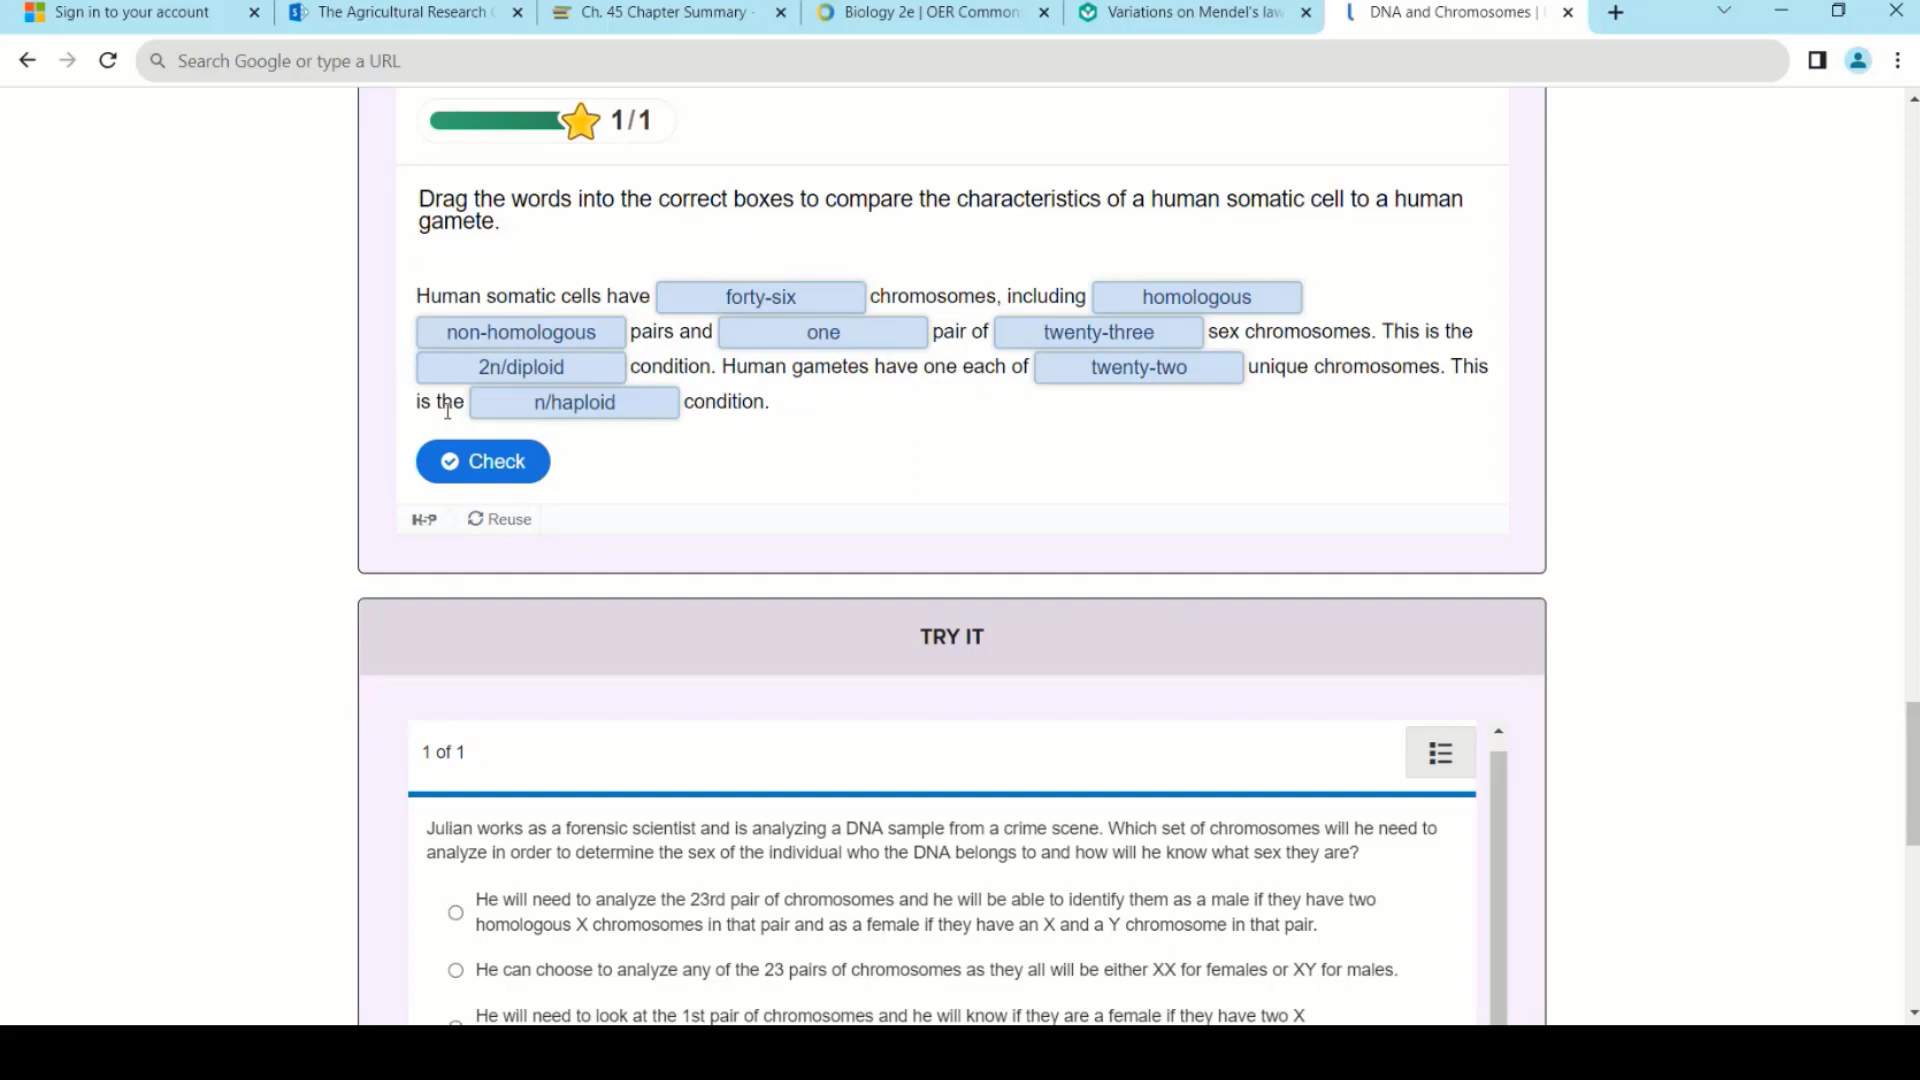 Sign in to your account
The Agricultural Research
Ch. 45 Chapter Summary -
Biology 2e | OER Common
Variations on Mendel's law
DNA and Chromosomes |
Search Google or type a URL
1/1
Drag the words into the correct boxes to compare the characteristics of a human somatic cell to a human
gamete.
Human somatic cells have forty-six chromosomes, including homologous
non-homologous pairs and one pair of twenty-three sex chromosomes. This is the
2n/diploid condition. Human gametes have one each of twenty-two unique chromosomes. This
is the n/haploid condition.
Check
H5P Reuse
TRY IT
1 of 1
Julian works as a forensic scientist and is analyzing a DNA sample from a crime scene. Which set of chromosomes will he need to
analyze in order to determine the sex of the individual who the DNA belongs to and how will he know what sex they are?
He will need to analyze the 23rd pair of chromosomes and he will be able to identify them as a male if they have two
homologous X chromosomes in that pair and as a female if they have an X and a Y chromosome in that pair.
He can choose to analyze any of the 23 pairs of chromosomes as they all will be either XX for females or XY for males.
He will need to look at the 1st pair of chromosomes and he will know if they are a female if they have two X